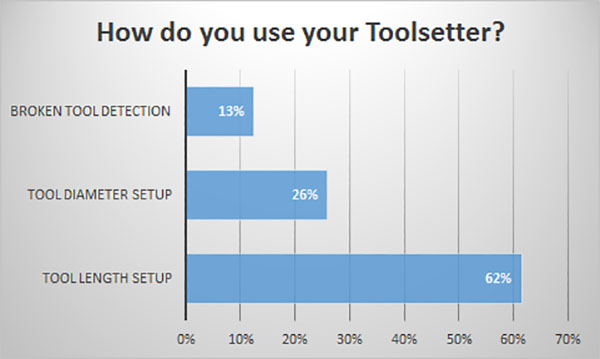 How do you use your Toolsetter?
BROKEN TOOL DETECTION
13%
TOOL DIAMETER SETUP
26%
TOOL LENGTH SETUP
62%
0% 10% 20% 30% 40% 50% 60% 70%